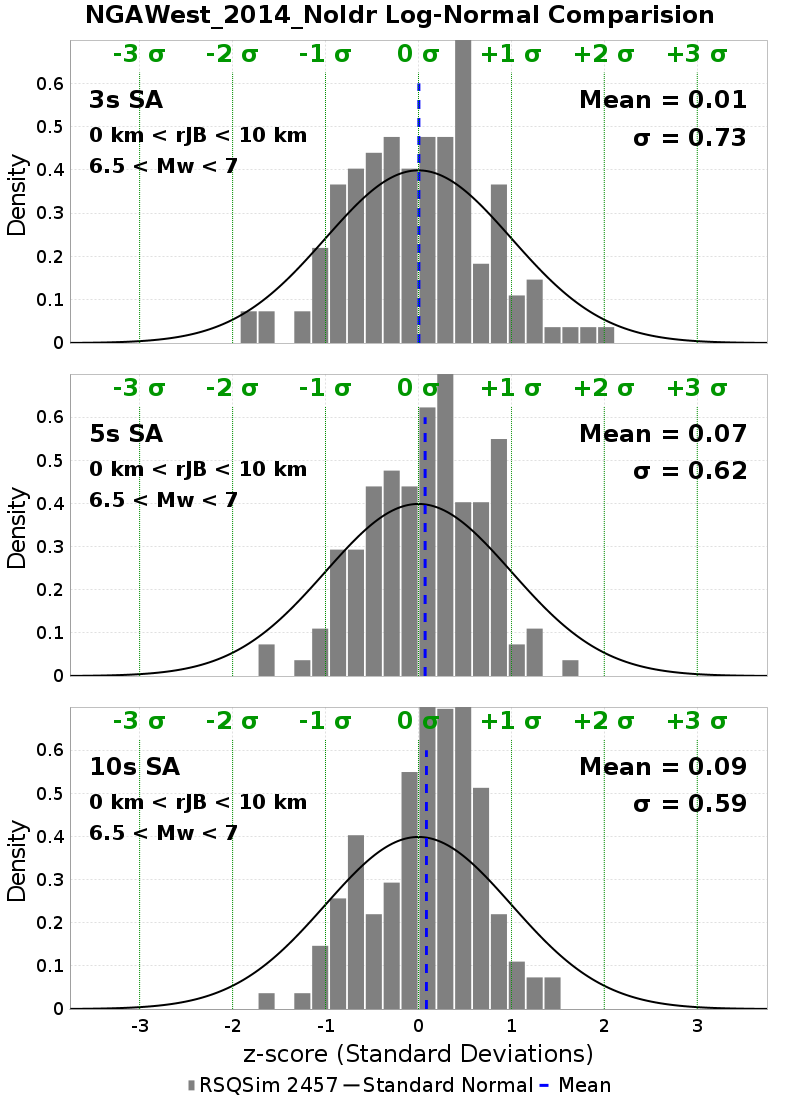 NGAWest_2014_NoIdr Log-Normal Comparision
-3 σ -2 σ -1 σ 0 σ +1 σ +2 σ +3 σ
3s SA
0 km < rJB < 10 km
6.5 < Mw < 7
Mean = 0.01
σ = 0.73
Density
0.6
0.5
0.4
0.3
0.2
0.1
0
-3 σ -2 σ -1 σ 0 σ +1 σ +2 σ +3 σ
5s SA
0 km < rJB < 10 km
6.5 < Mw < 7
Mean = 0.07
σ = 0.62
Density
0.6
0.5
0.4
0.3
0.2
0.1
0
-3 σ -2 σ -1 σ 0 σ +1 σ +2 σ +3 σ
10s SA
0 km < rJB < 10 km
6.5 < Mw < 7
Mean = 0.09
σ = 0.59
Density
0.6
0.5
0.4
0.3
0.2
0.1
0
-3 -2 -1 0 1 2 3
z-score (Standard Deviations)
RSQSim 2457 Standard Normal Mean